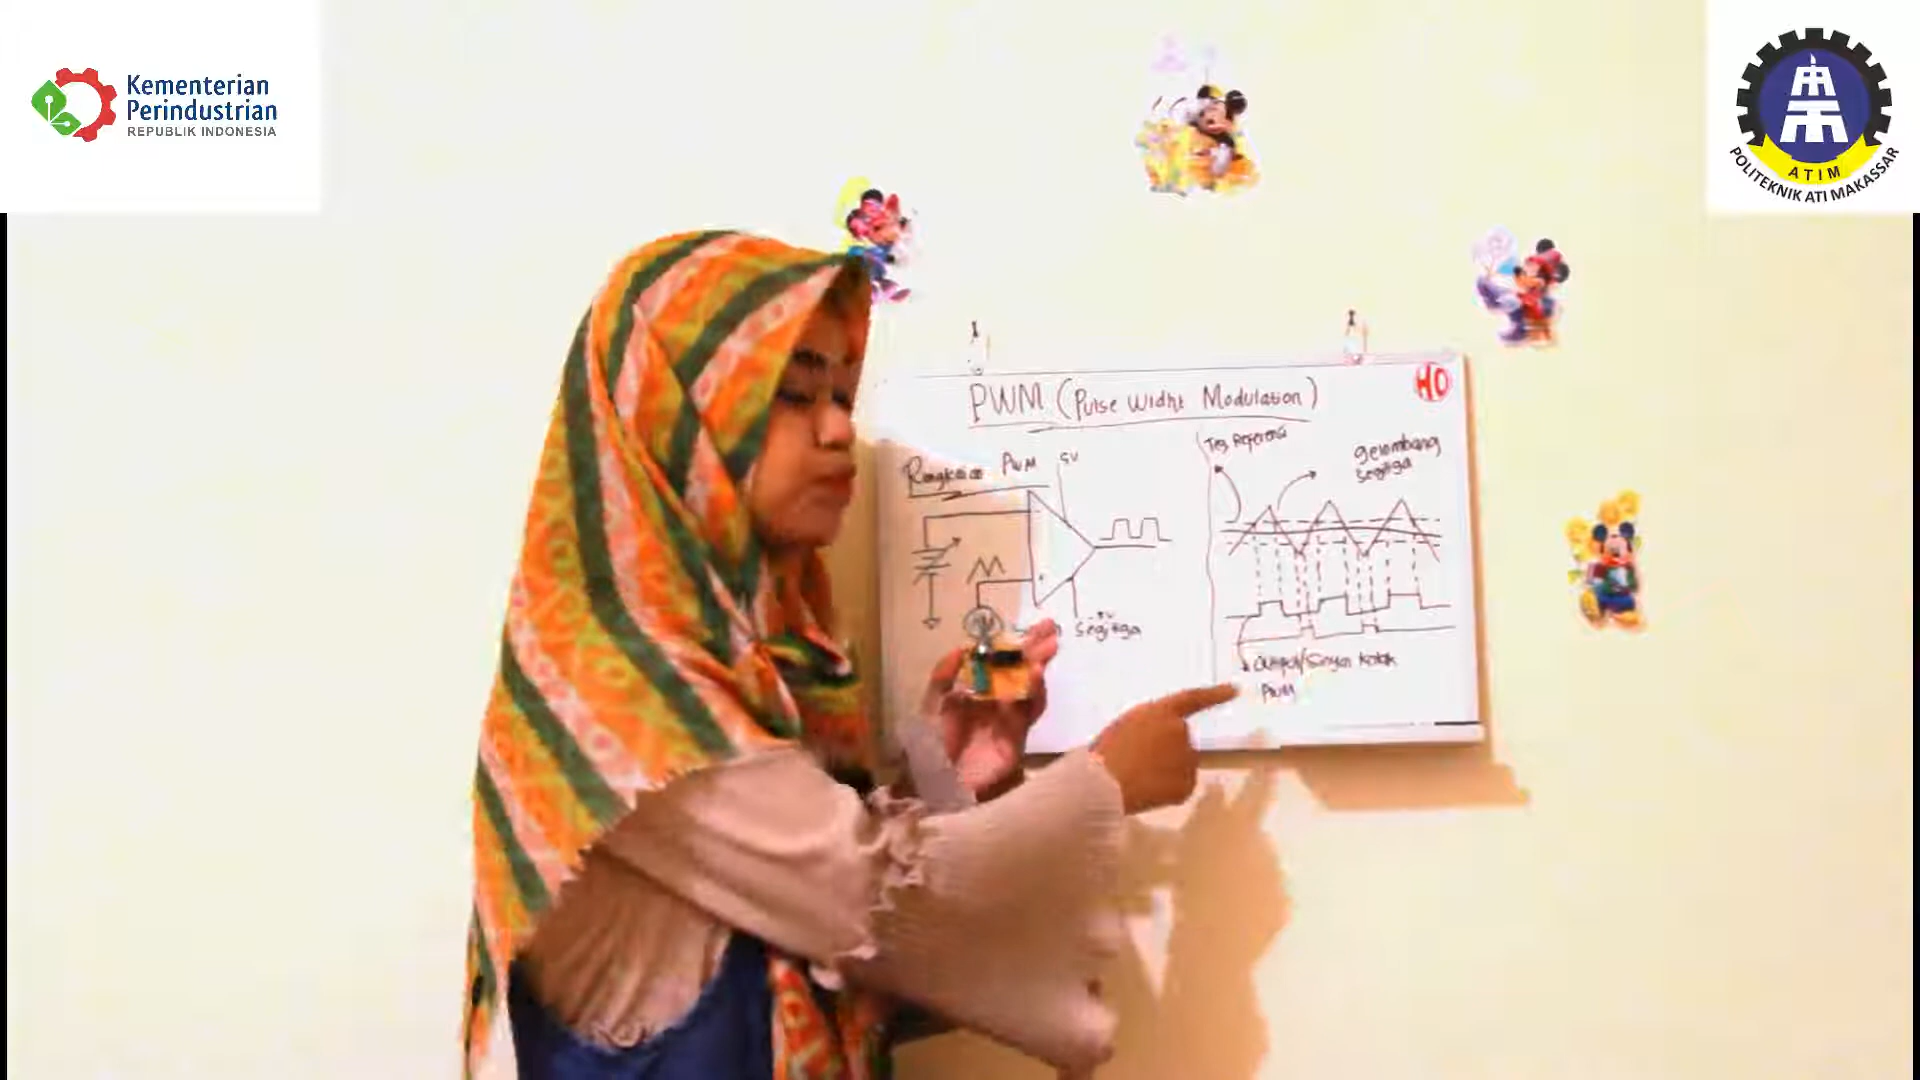 Kementerian
Perindustrian
REPUBLIK INDONESIA
ATIM
POLITEKNIK ATI MAKASSAR
PWM (Pulse Widht Modulation)
HO
Rangkaian PWM
5V
Teg Referensi
gelombang
Segitiga
Segitiga
Output/Sinyal Kotak
PWM